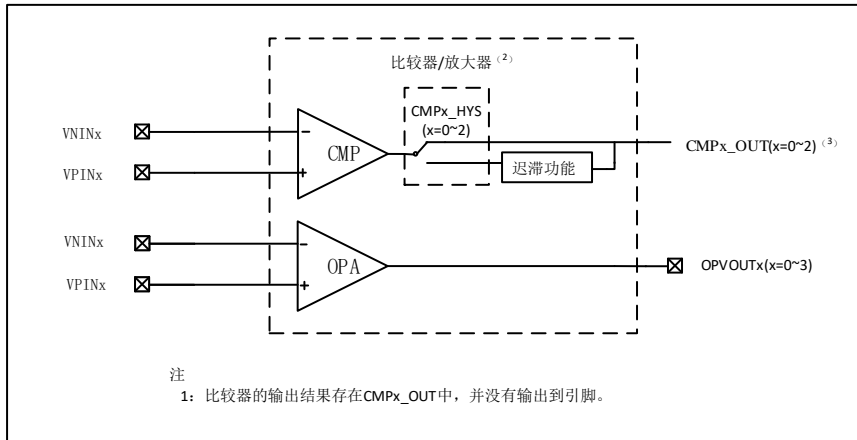 比较器/放大器（2）
CMPx_HYS
(x=0~2)
VNINx
CMP
CMPx_OUT(x=0~2)（3）
VPINx
迟滞功能
VNINx
OPA
OPVOUTx(x=0~3)
VPINx
注
1：比较器的输出结果存在CMPx_OUT中，并没有输出到引脚。